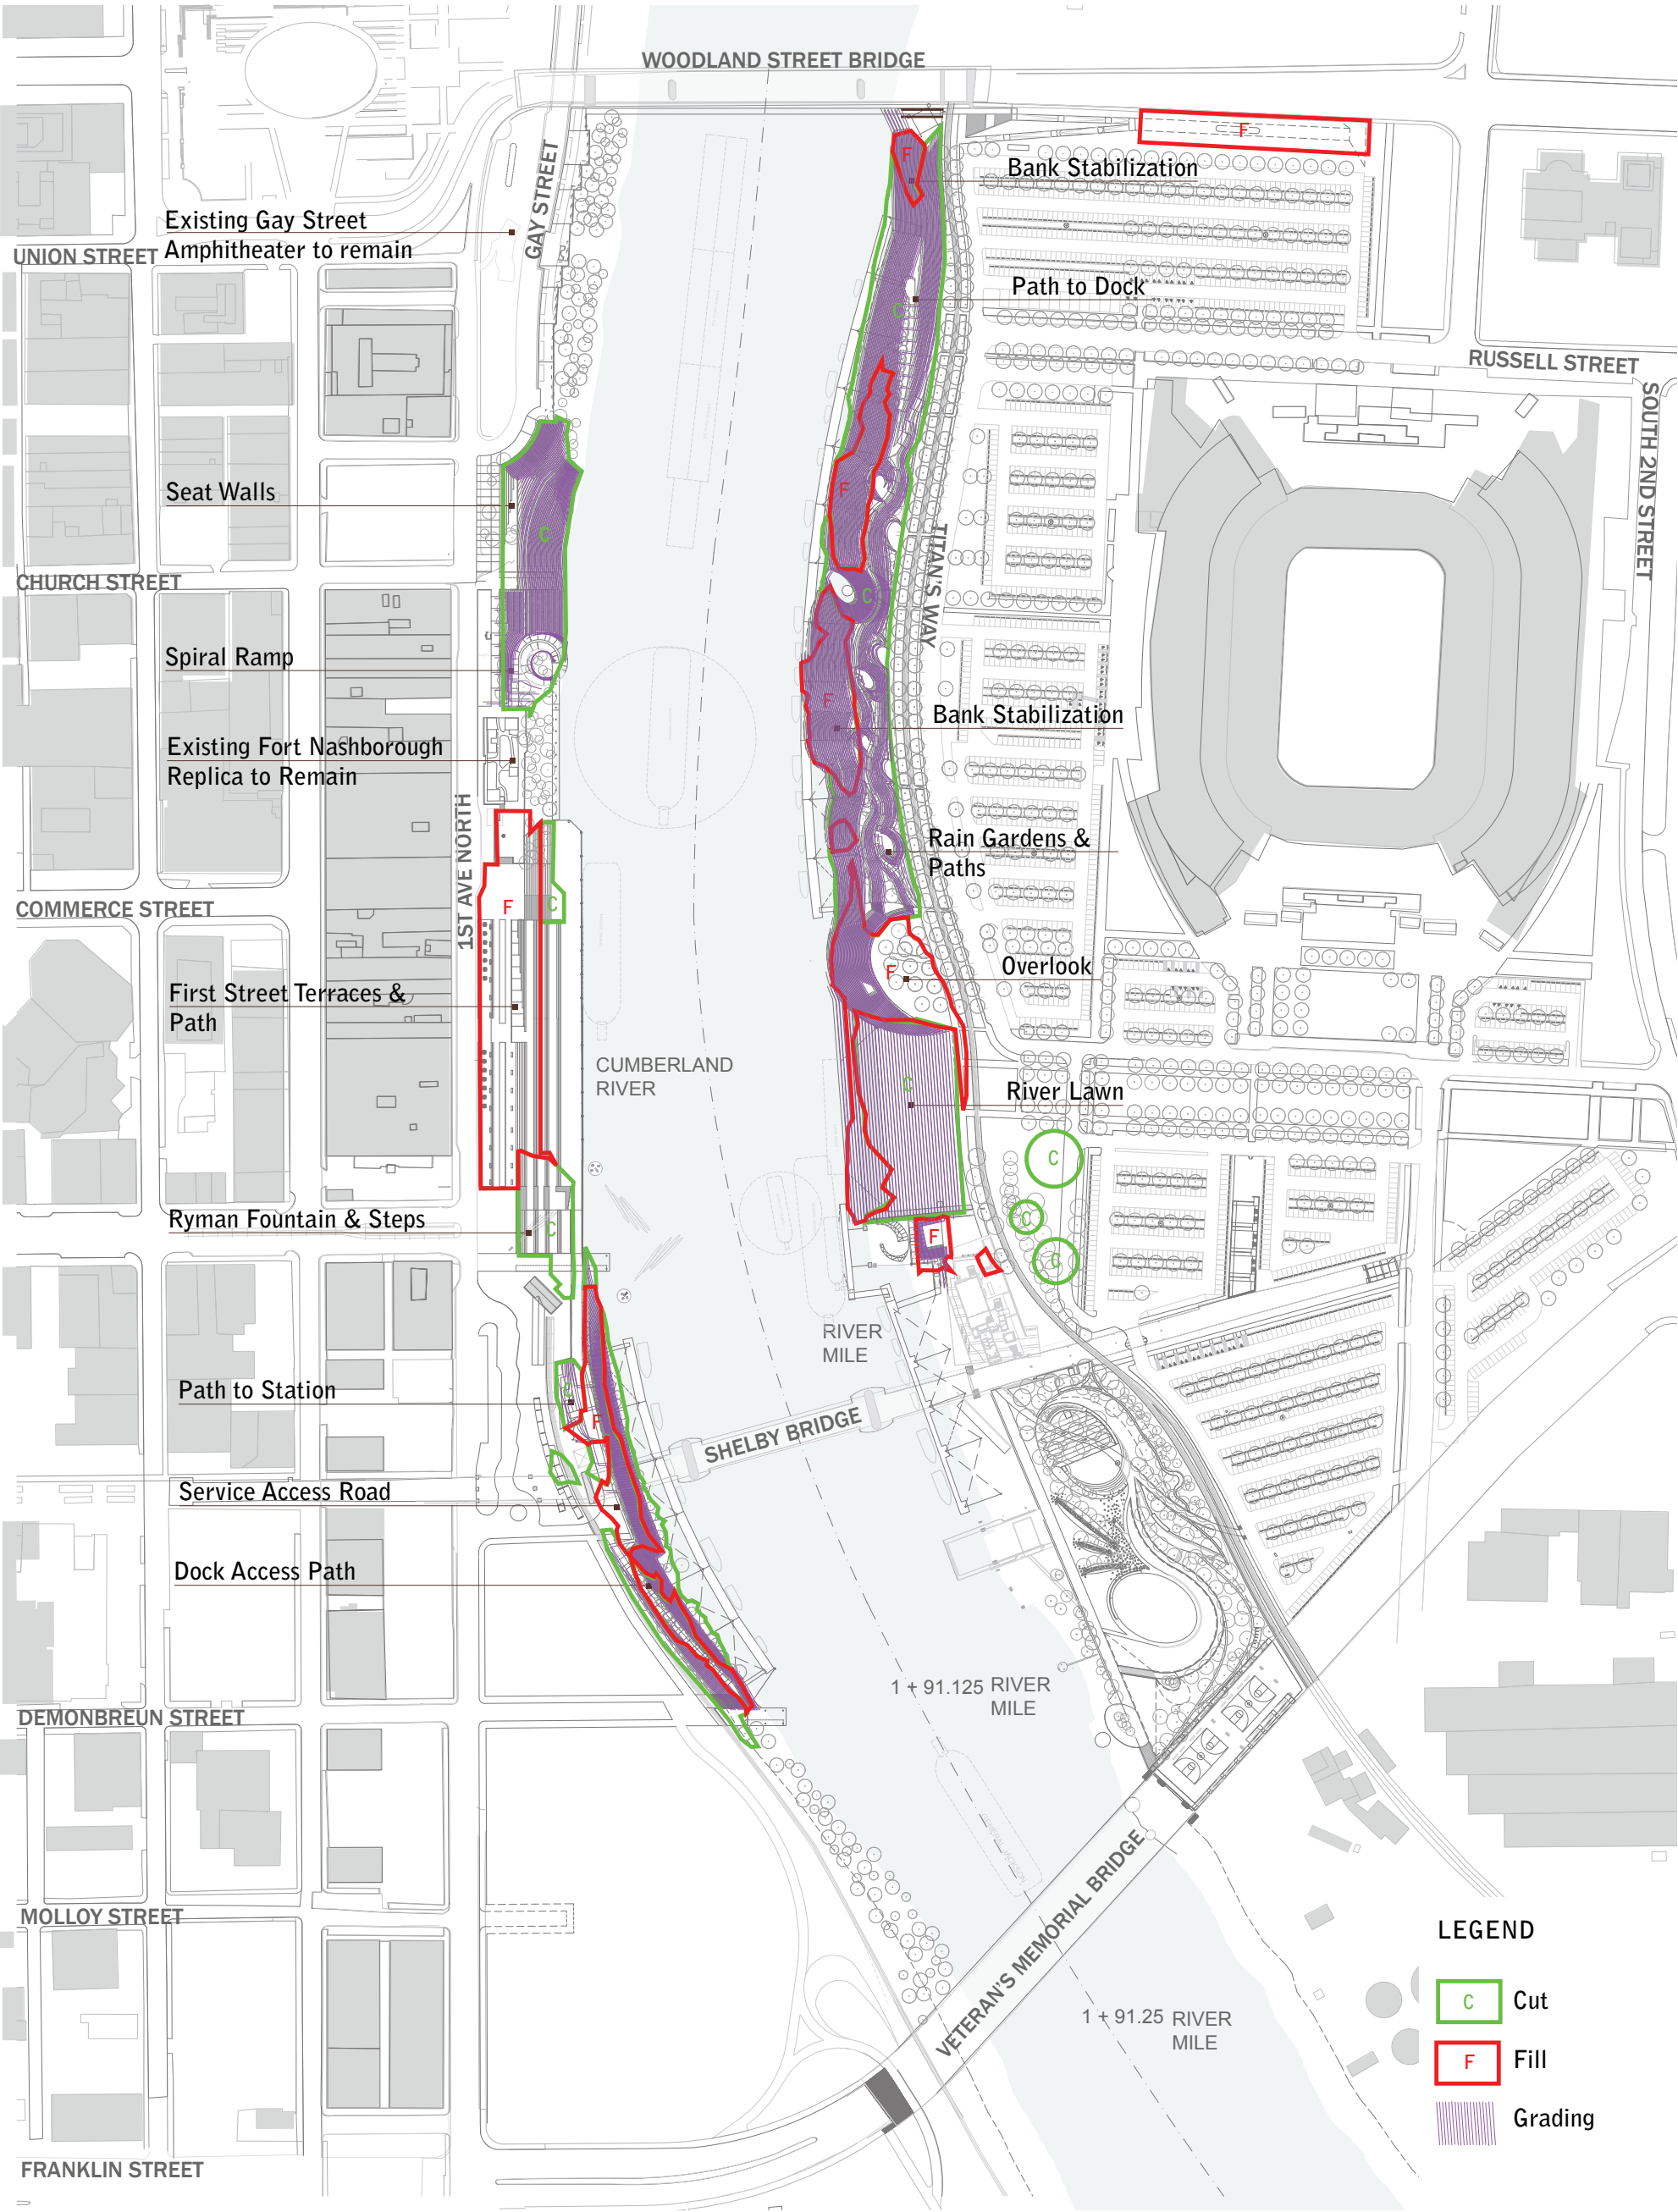 WOODLAND STREET BRIDGE
F
F
Bank Stabilization
GAY STREET
Existing Gay Street
Amphitheater to remain
UNION STREET
Path to Dock
C
RUSSELL STREET
SOUTH 2ND STREET
Seat Walls
F
C
TITAN'S WAY
CHURCH STREET
C
Spiral Ramp
F
Bank Stabilization
Existing Fort Nashborough
Replica to Remain
1ST AVE NORTH
Rain Gardens &
Paths
COMMERCE STREET
F
C
Overlook
F
First Street Terraces &
Path
CUMBERLAND
RIVER
C
River Lawn
C
Ryman Fountain & Steps
C
C
F
C
RIVER
MILE
Path to Station
C
F
SHELBY BRIDGE
Service Access Road
Dock Access Path
1 + 91.125 RIVER
MILE
DEMONBREUN STREET
VETERAN'S MEMORIAL BRIDGE
MOLLOY STREET
LEGEND
C Cut
1 + 91.25 RIVER
MILE
F Fill
Grading
FRANKLIN STREET